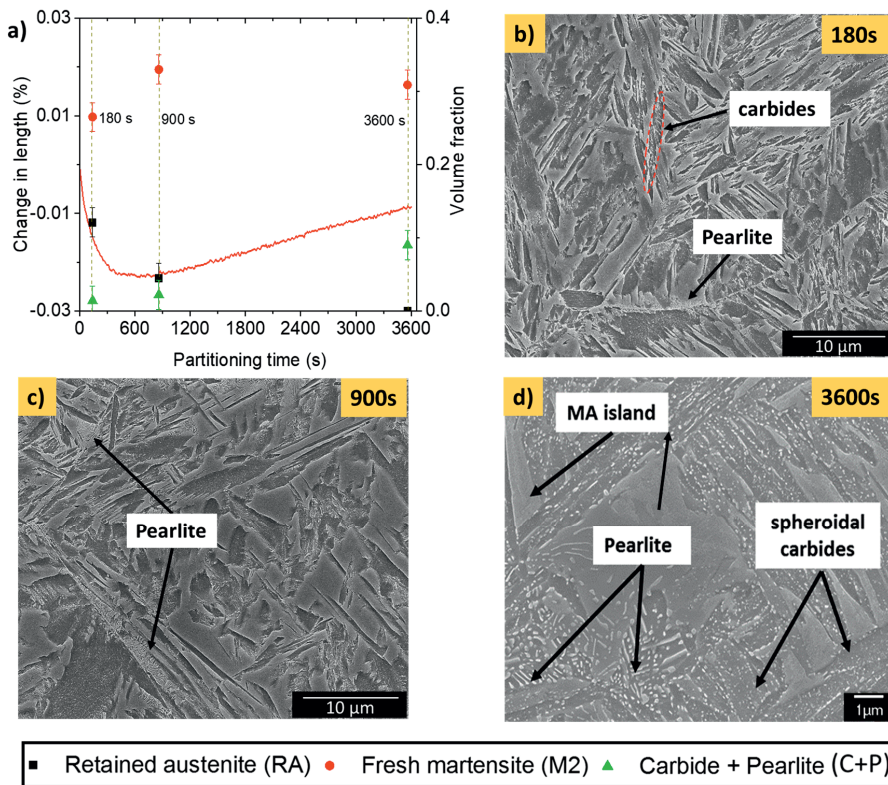 a)
0.03
0.01
-0.01
-0.03
Change in length (%)
0.4
0.2
0.0
Volume fraction
180 s
900 s
3600 s
0
600
1200
1800
2400
3000
3600
Partitioning time (s)
b)
180s
carbides
Pearlite
10 µm
c)
900s
Pearlite
10 µm
d)
3600s
MA island
Pearlite
spheroidal
carbides
1µm
Retained austenite (RA)
Fresh martensite (M2)
Carbide + Pearlite (C+P)